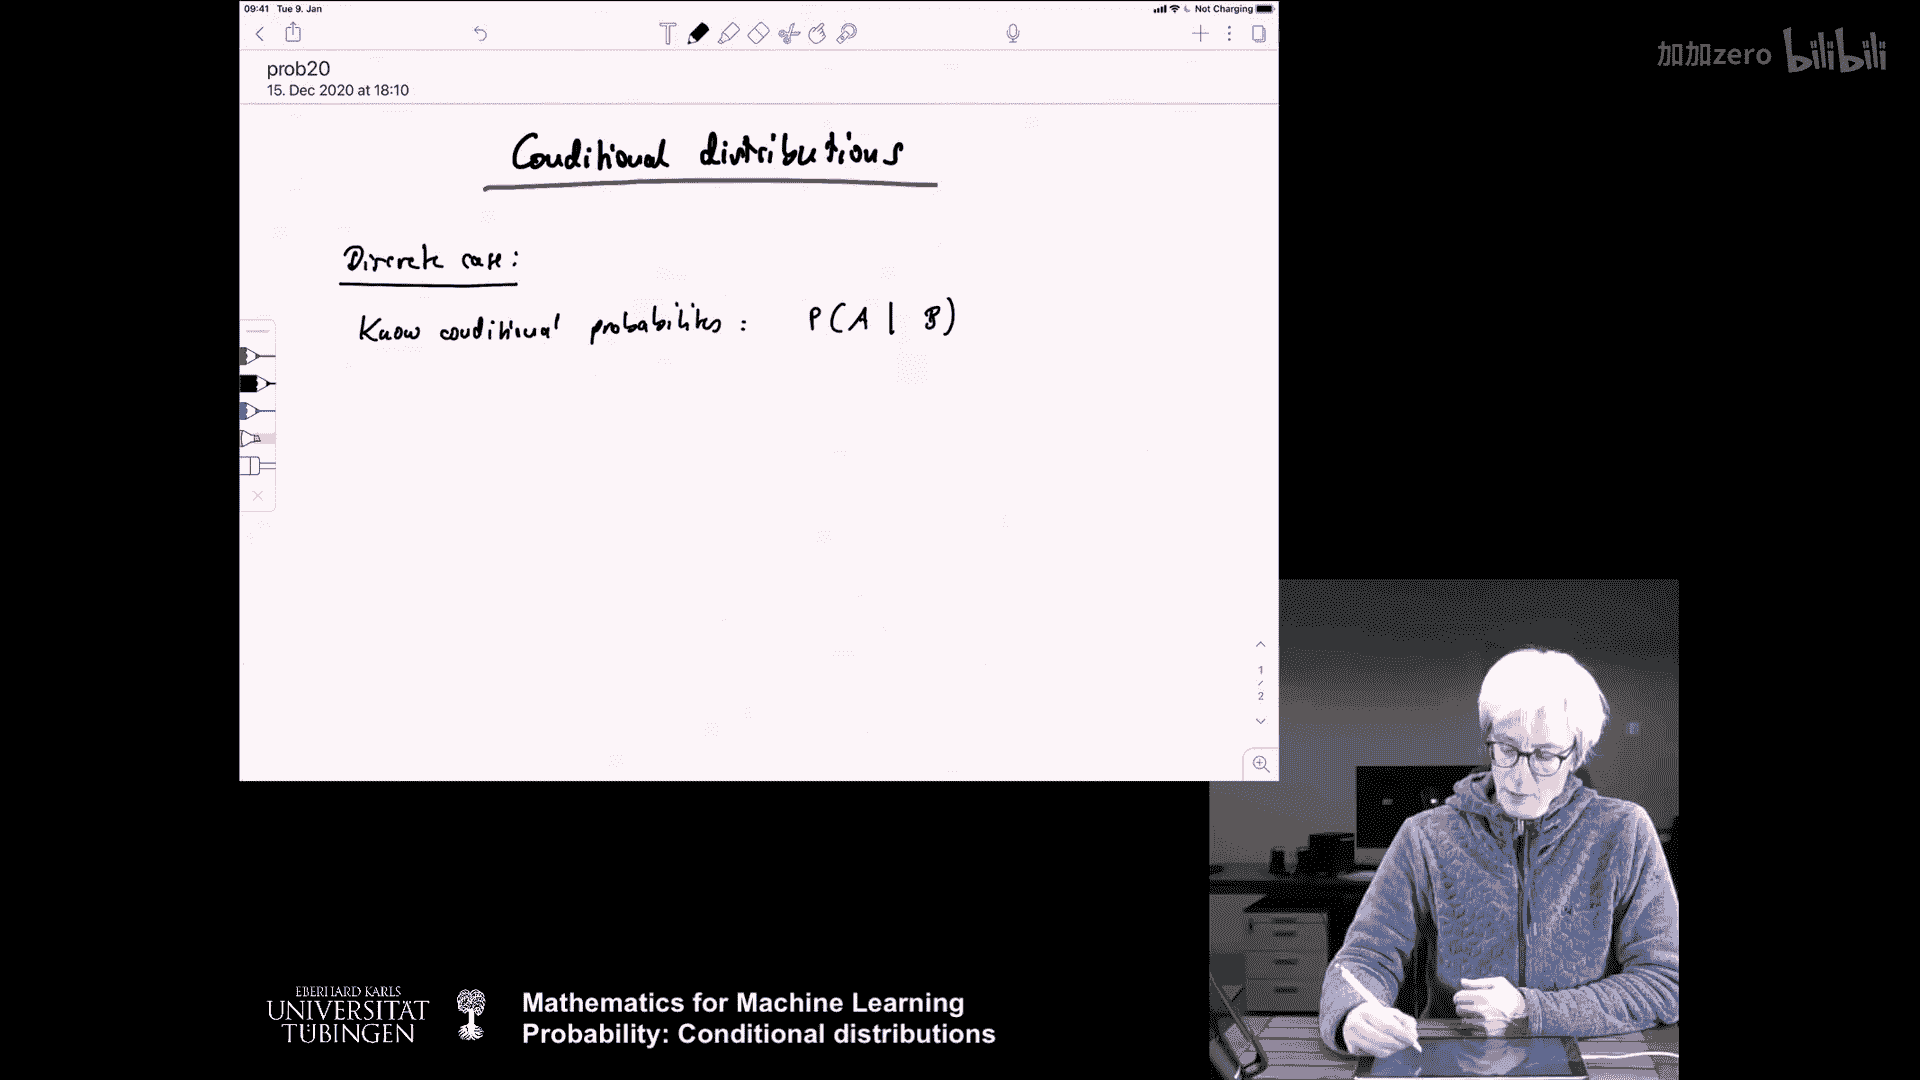 09:41 Tue 9. Jan
Not Charging
加加zero bilibili
prob20
15. Dec 2020 at 18:10
Conditional distributions
Discrete case:
Know conditional probabilities: P(A | B)
1
/
2
EBERHARD KARLS
UNIVERSITÄT
TÜBINGEN
Mathematics for Machine Learning
Probability: Conditional distributions